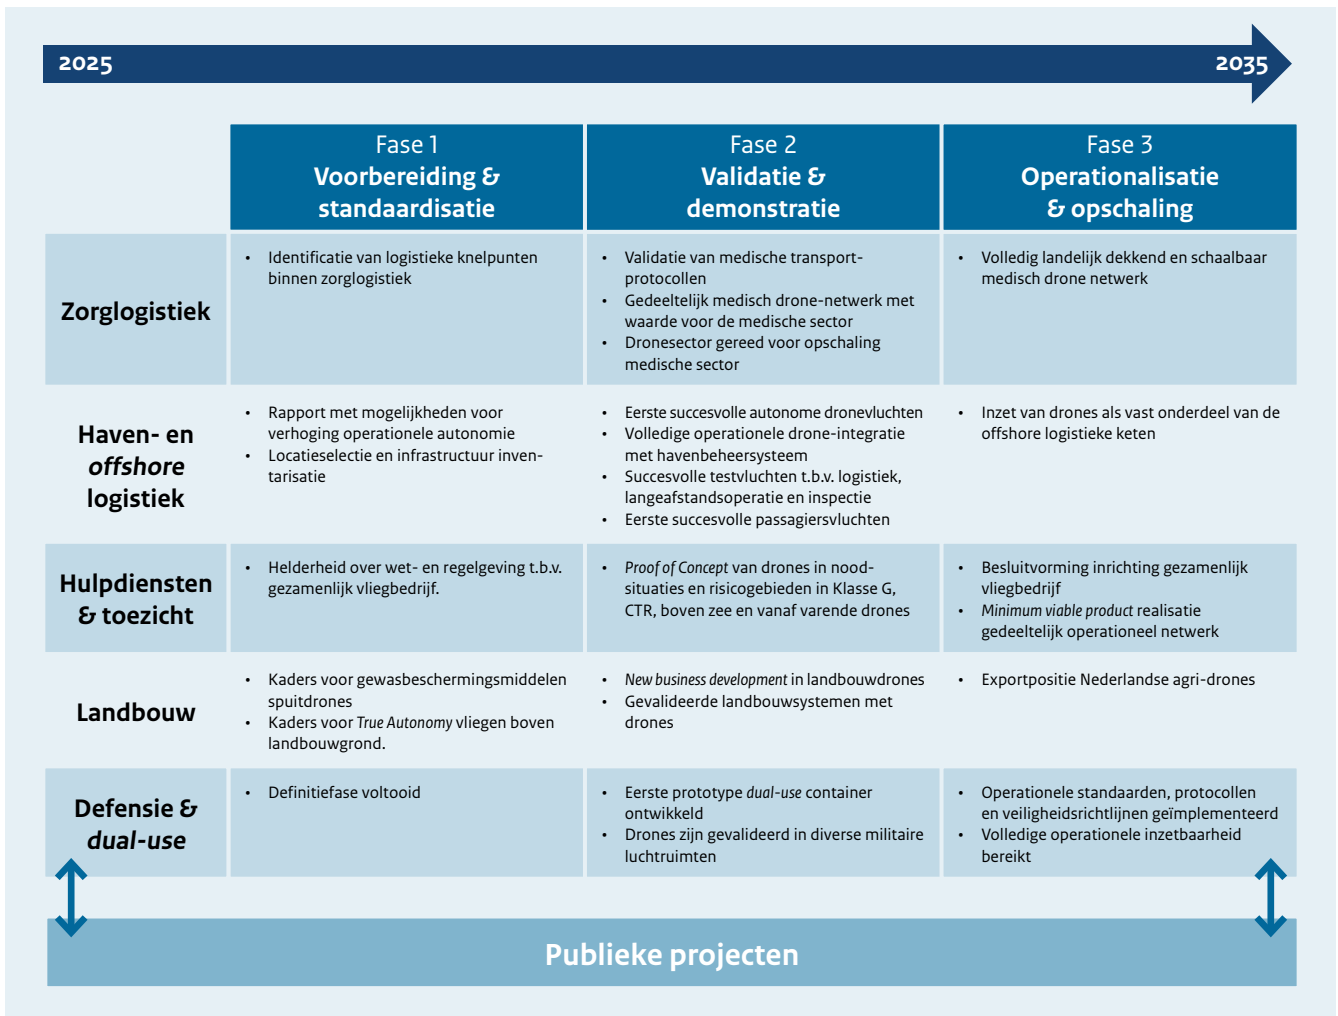 2025
2035
Fase 1
Voorbereiding &
standaardisatie
Fase 2
Validatie &
demonstratie
Fase 3
Operationalisatie
& opschaling
Zorglogistiek
• Identificatie van logistieke knelpunten
binnen zorglogistiek
• Validatie van medische transport-
protocollen
• Gedeeltelijk medisch drone-netwerk met
waarde voor de medische sector
• Dronesector gereed voor opschaling
medische sector
• Volledig landelijk dekkend en schaalbaar
medisch drone netwerk
Haven- en
offshore
logistiek
• Rapport met mogelijkheden voor
verhoging operationele autonomie
• Locatieselectie en infrastructuur inven-
tarisatie
• Eerste succesvolle autonome dronevluchten
• Volledige operationele drone-integratie
met havenbeheersysteem
• Succesvolle testvluchten t.b.v. logistiek,
langeafstandsoperatie en inspectie
• Eerste succesvolle passagiersvluchten
• Inzet van drones als vast onderdeel van de
offshore logistieke keten
Hulpdiensten
& toezicht
• Helderheid over wet- en regelgeving t.b.v.
gezamenlijk vliegbedrijf.
• Proof of Concept van drones in nood-
situaties en risicogebieden in Klasse G,
CTR, boven zee en vanaf varende drones
• Besluitvorming inrichting gezamenlijk
vliegbedrijf
• Minimum viable product realisatie
gedeeltelijk operationeel netwerk
Landbouw
• Kaders voor gewasbeschermingsmiddelen
spuitdrones
• Kaders voor True Autonomy vliegen boven
landbouwgrond.
• New business development in landbouwdrones
• Gevalideerde landbouwsystemen met
drones
• Exportpositie Nederlandse agri-drones
Defensie &
dual-use
• Definitiefase voltooid
• Eerste prototype dual-use container
ontwikkeld
• Drones zijn gevalideerd in diverse militaire
luchtruimten
• Operationele standaarden, protocollen
en veiligheidsrichtlijnen geïmplementeerd
• Volledige operationele inzetbaarheid
bereikt
Publieke projecten